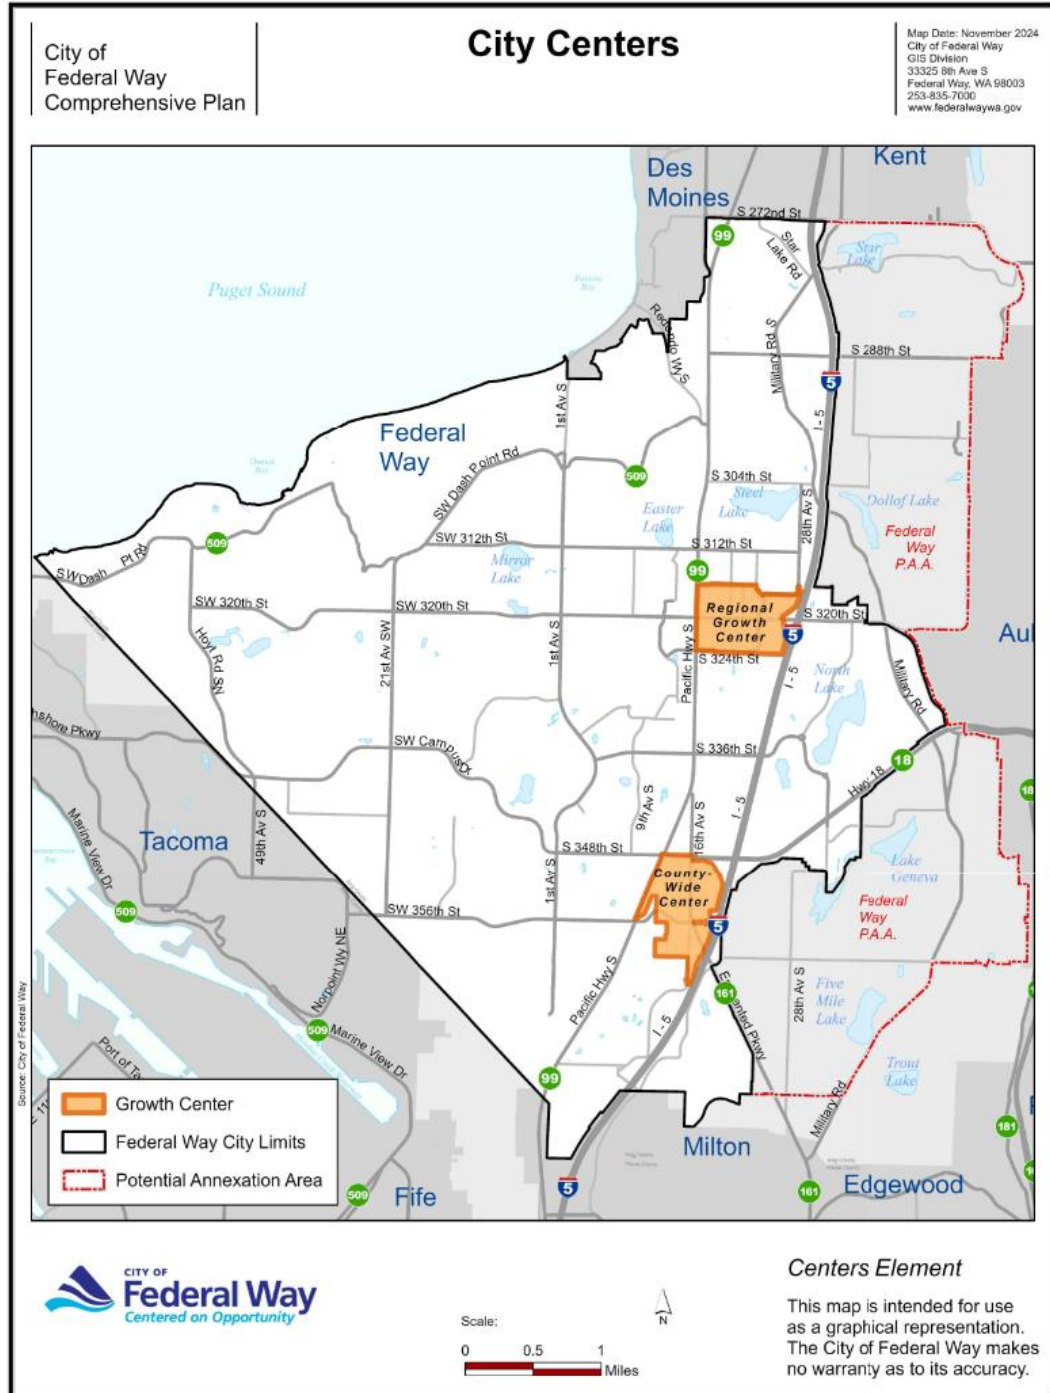 City of
Federal Way
Comprehensive Plan
City Centers
Map Date: November 2024
City of Federal Way
GIS Division
33325 8th Ave S
Federal Way, WA 98003
253-835-7000
www.federalwaywa.gov
Kent
Des
Moines
S 272nd St
99
Star
Lake Rd
Star
Lake
Puget Sound
Redondo Wy S
Military Rd S
S 288th St
5
I - 5
1st Av S
Federal
Way
SW Dash Point Rd
509
S 304th St
Steel
Lake
28th Av S
Dollof Lake
Easter
Lake
Federal
Way
P.A.A.
509
SW 312th St
S 312th St
Mirror
Lake
SW Dash Pt Rd
99
SW 320th St
SW 320th St
Regional
Growth
Center
S 320th St
5
Aul
Hoyt Rd SW
21st Av SW
1st Av S
Pacific Hwy S
S 324th St
I - 5
North
Lake
Military Rd
nshore Pkwy
SW Campus Dr
S 336th St
18
Hwy 18
18
Marine View Dr
Tacoma
49th Av S
9th Av S
16th Av S
I - 5
S 348th St
Lake
Geneva
County-
Wide
Center
1st Av S
Federal
Way
P.A.A.
509
SW 356th St
5
Norpoint Wy NE
Pacific Hwy S
161
Enchanted Pkwy
28th Av S
Five
Mile
Lake
509
Marine View Dr
I - 5
Port of Ta
99
Trout
Lake
Military Rd
E 11
Growth Center
Federal Way City Limits
Potential Annexation Area
181
Milton
509
Fife
5
161
Edgewood
Source: City of Federal Way
CITY OF
Federal Way
Centered on Opportunity
Scale:
0 0.5 1
Miles
N
Centers Element
This map is intended for use
as a graphical representation.
The City of Federal Way makes
no warranty as to its accuracy.